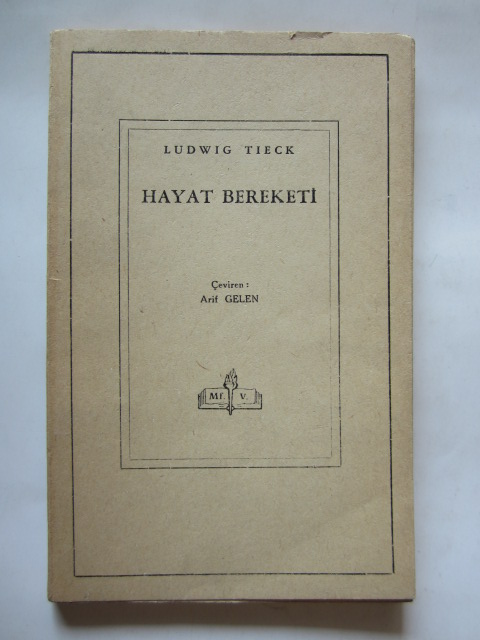 LUDWIG TIECK
HAYAT BEREKETİ
Çeviren :
Arif GELEN
Mf. V.